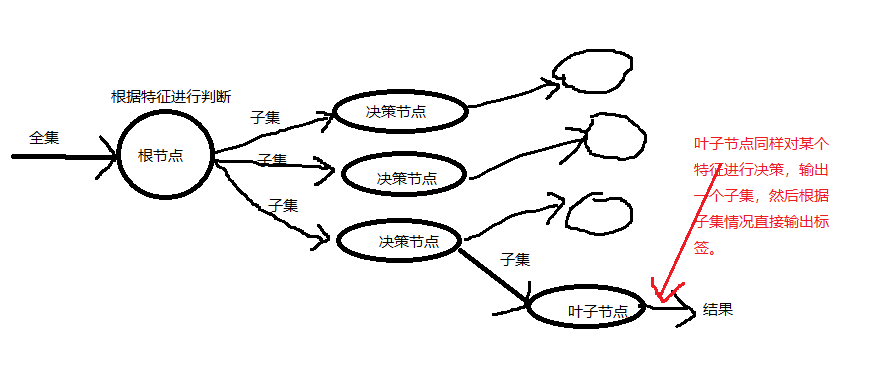 根据特征进行判断
全集
根节点
子集
子集
子集
决策节点
决策节点
决策节点
子集
叶子节点
结果
叶子节点同样对某个
特征进行决策，输出
一个子集，然后根据
子集情况直接输出标
签。